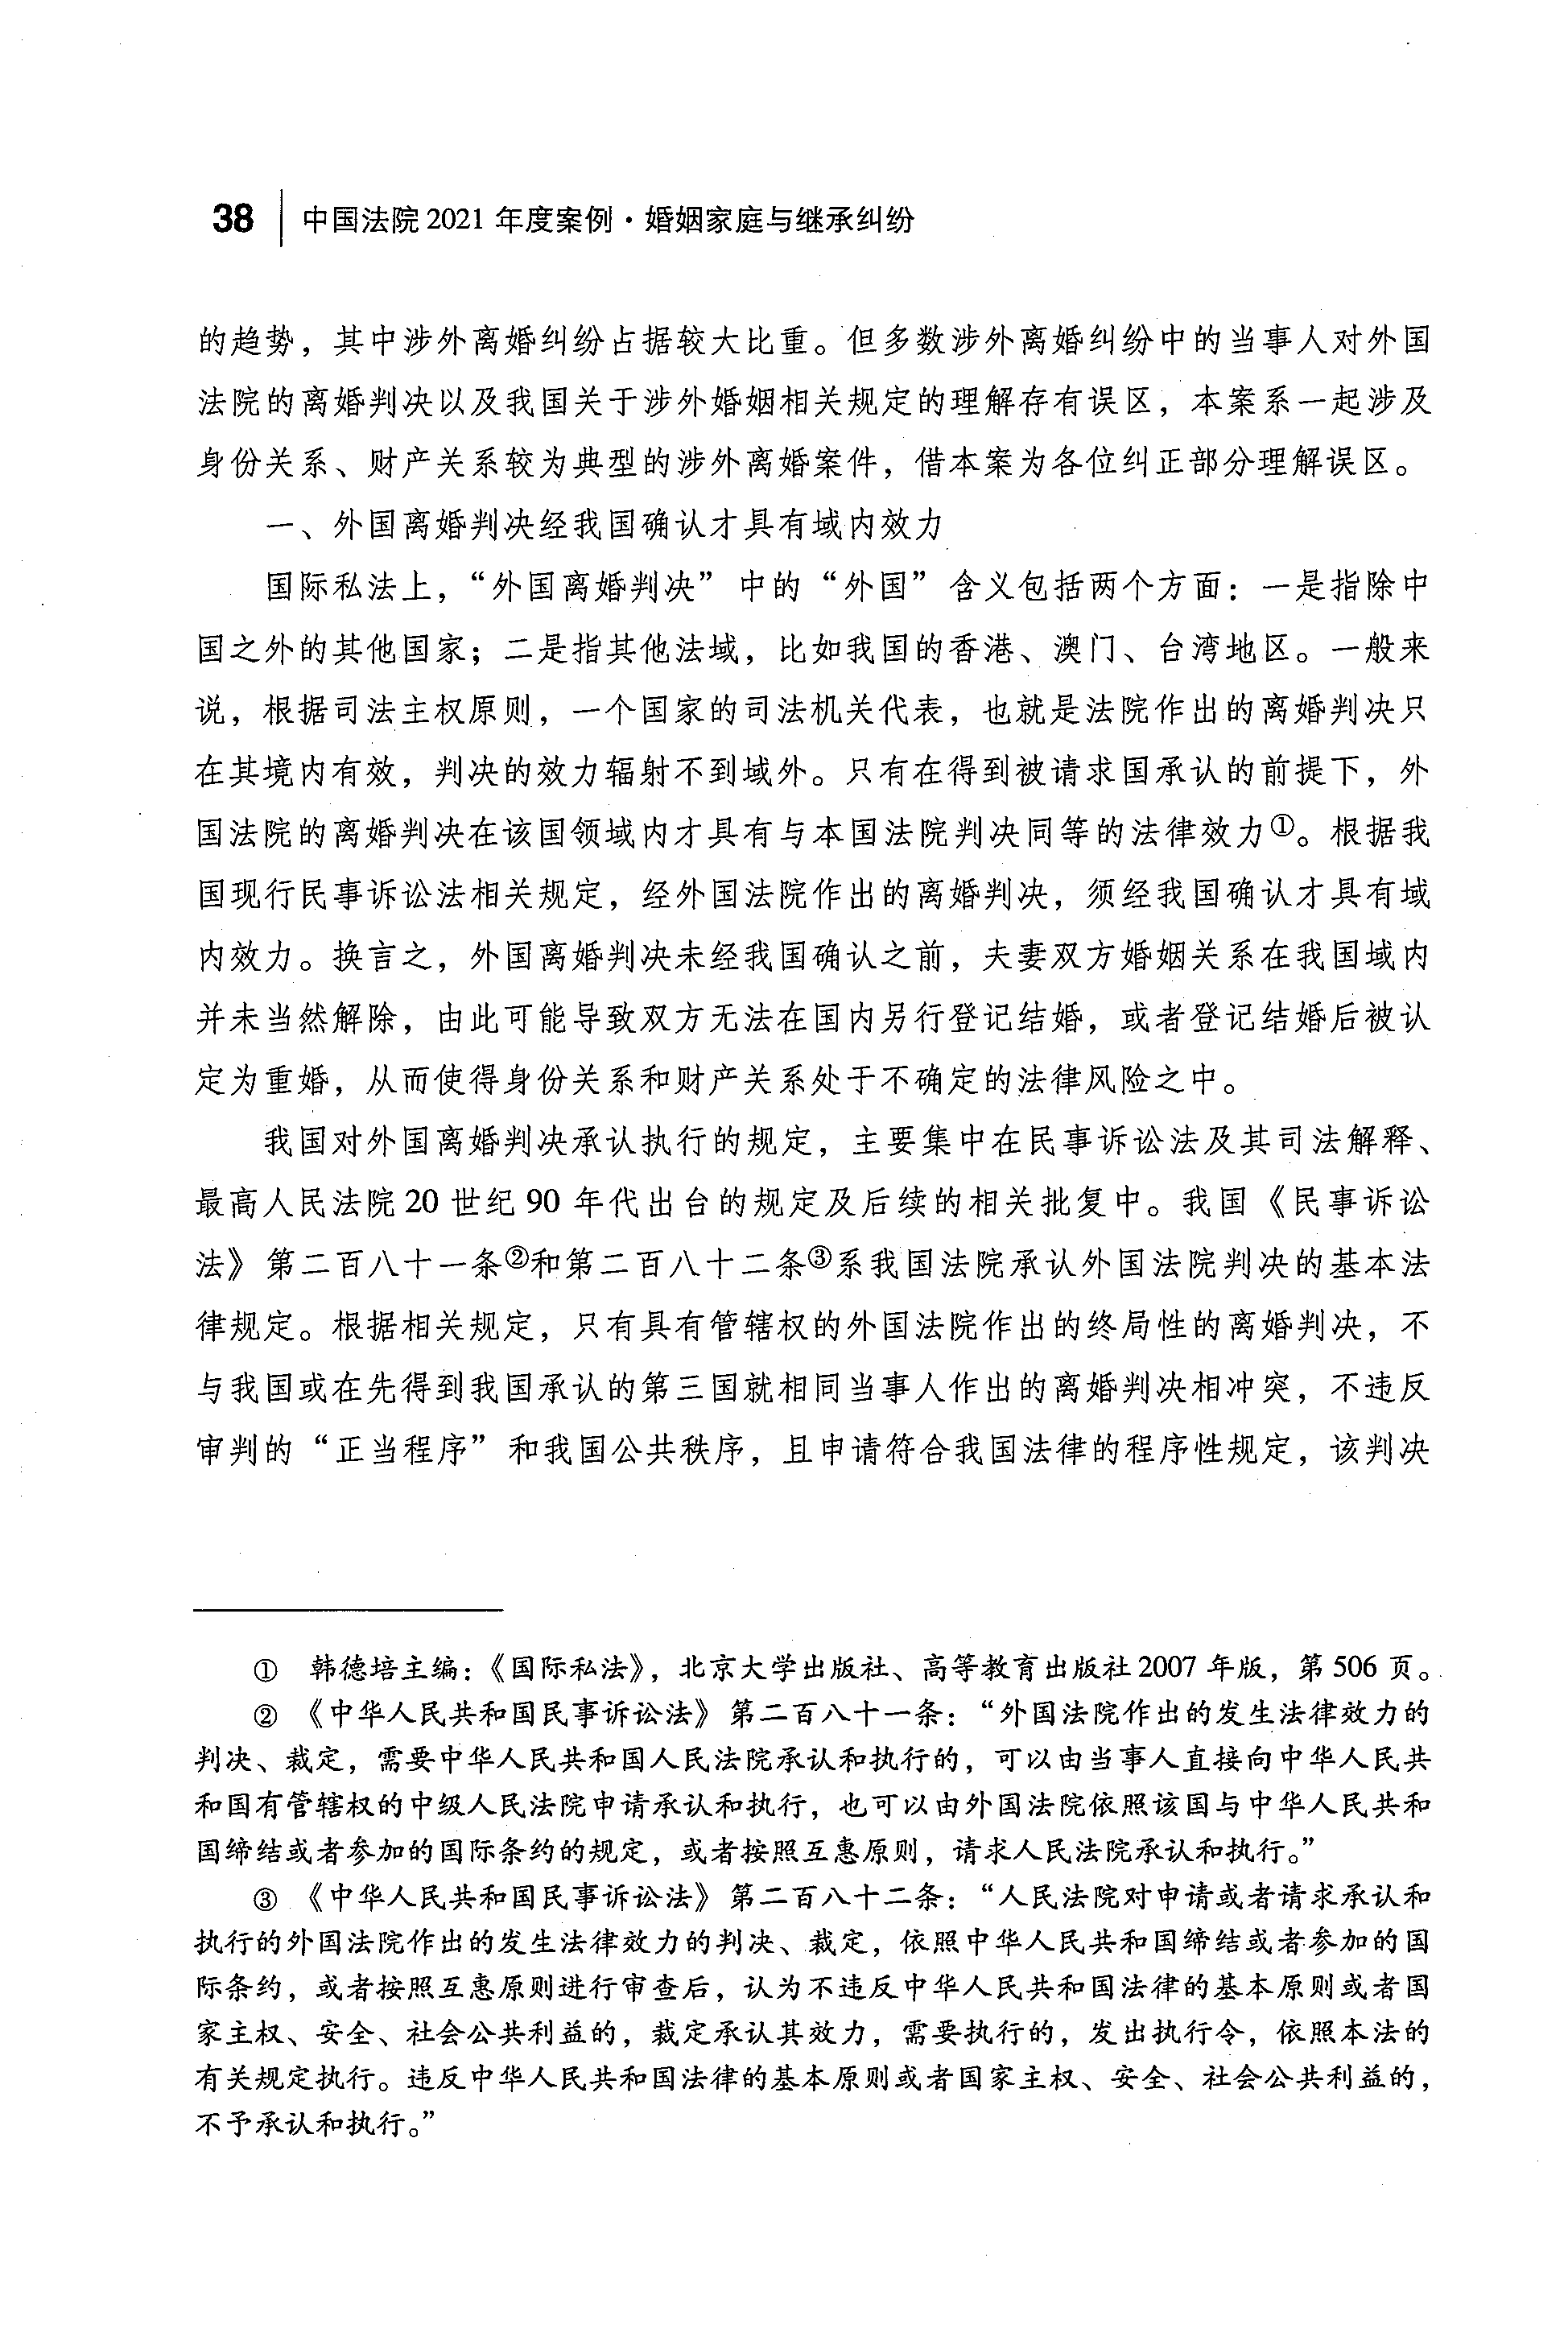 38 中国法院 2021 年度案例·婚姻家庭与继承纠纷
的趋势，其中涉外离婚纠纷占据较大比重。但多数涉外离婚纠纷中的当事人对外国
法院的离婚判决以及我国关于涉外婚姻相关规定的理解存有误区，本案系一起涉及
身份关系、财产关系较为典型的涉外离婚案件，借本案为各位纠正部分理解误区。
一、外国离婚判决经我国确认才具有域内效力
国际私法上，“外国离婚判决”中的“外国”含义包括两个方面：一是指除中
国之外的其他国家；二是指其他法域，比如我国的香港、澳门、台湾地区。一般来
说，根据司法主权原则，一个国家的司法机关代表，也就是法院作出的离婚判决只
在其境内有效，判决的效力辐射不到域外。只有在得到被请求国承认的前提下，外
国法院的离婚判决在该国领域内才具有与本国法院判决同等的法律效力①。根据我
国现行民事诉讼法相关规定，经外国法院作出的离婚判决，须经我国确认才具有域
内效力。换言之，外国离婚判决未经我国确认之前，夫妻双方婚姻关系在我国域内
并未当然解除，由此可能导致双方无法在国内另行登记结婚，或者登记结婚后被认
定为重婚，从而使得身份关系和财产关系处于不确定的法律风险之中。
我国对外国离婚判决承认执行的规定，主要集中在民事诉讼法及其司法解释、
最高人民法院 20 世纪 90 年代出台的规定及后续的相关批复中。我国《民事诉讼
法》第二百八十一条②和第二百八十二条③系我国法院承认外国法院判决的基本法
律规定。根据相关规定，只有具有管辖权的外国法院作出的终局性的离婚判决，不
与我国或在先得到我国承认的第三国就相同当事人作出的离婚判决相冲突，不违反
审判的“正当程序”和我国公共秩序，且申请符合我国法律的程序性规定，该判决
① 韩德培主编：《国际私法》，北京大学出版社、高等教育出版社 2007 年版，第 506 页。
② 《中华人民共和国民事诉讼法》第二百八十一条：“外国法院作出的发生法律效力的
判决、裁定，需要中华人民共和国人民法院承认和执行的，可以由当事人直接向中华人民共
和国有管辖权的中级人民法院申请承认和执行，也可以由外国法院依照该国与中华人民共和
国缔结或者参加的国际条约的规定，或者按照互惠原则，请求人民法院承认和执行。”
③ 《中华人民共和国民事诉讼法》第二百八十二条：“人民法院对申请或者请求承认和
执行的外国法院作出的发生法律效力的判决、裁定，依照中华人民共和国缔结或者参加的国
际条约，或者按照互惠原则进行审查后，认为不违反中华人民共和国法律的基本原则或者国
家主权、安全、社会公共利益的，裁定承认其效力，需要执行的，发出执行令，依照本法的
有关规定执行。违反中华人民共和国法律的基本原则或者国家主权、安全、社会公共利益的，
不予承认和执行。”